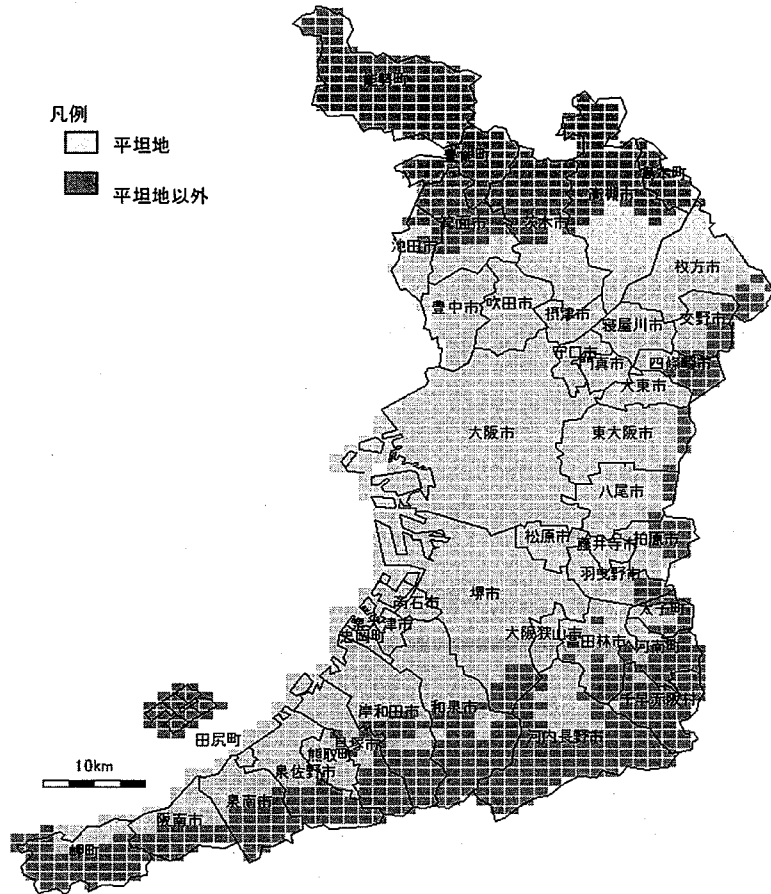 凡例
平坦地
平坦地以外
能勢町
高槻市
島本町
箕面市
茨木市
池田市
枚方市
豊中市
吹田市
摂津市
寝屋川市
交野市
守口市
門真市
四條畷市
大東市
大阪市
東大阪市
八尾市
松原市
藤井寺市
柏原市
羽曳野市
堺市
高石市
太子町
泉大津市
忠岡町
大阪狭山市
富田林市
河南町
千早赤阪村
岸和田市
和泉市
貝塚市
河内長野市
田尻町
熊取町
泉佐野市
10km
泉南市
阪南市
岬町